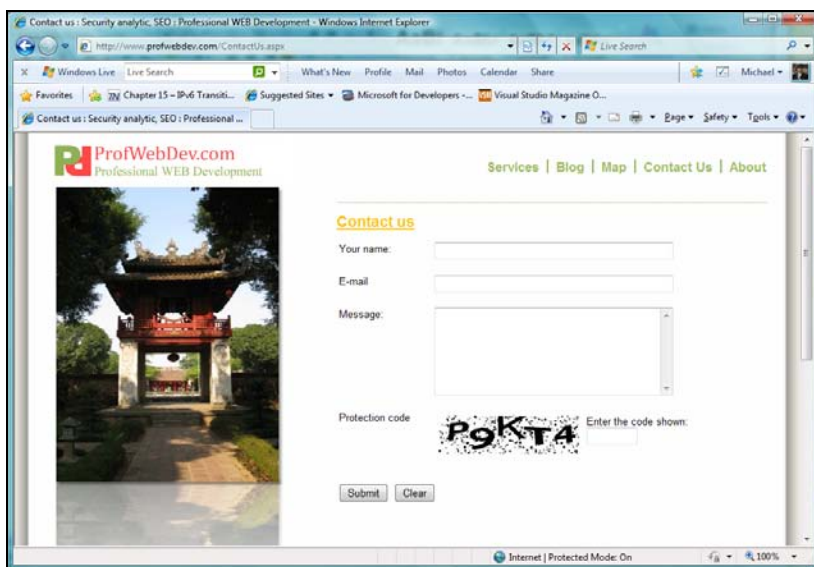 Contact us : Security analytic, SEO : Professional WEB Development - Windows Internet Explorer
http://www.profwebdev.com/ContactUs.aspx
Live Search
Windows Live Live Search What's New Profile Mail Photos Calendar Share Michael
Favorites Chapter 15 – IPv6 Transiti... Suggested Sites Microsoft for Developers -... Visual Studio Magazine O...
Contact us : Security analytic, SEO : Professional ... Page Safety Tools
ProfWebDev.com
Professional WEB Development
Services | Blog | Map | Contact Us | About
Contact us
Your name:
E-mail
Message:
Protection code P9KT4 Enter the code shown:
Submit Clear
Internet | Protected Mode: On 100%